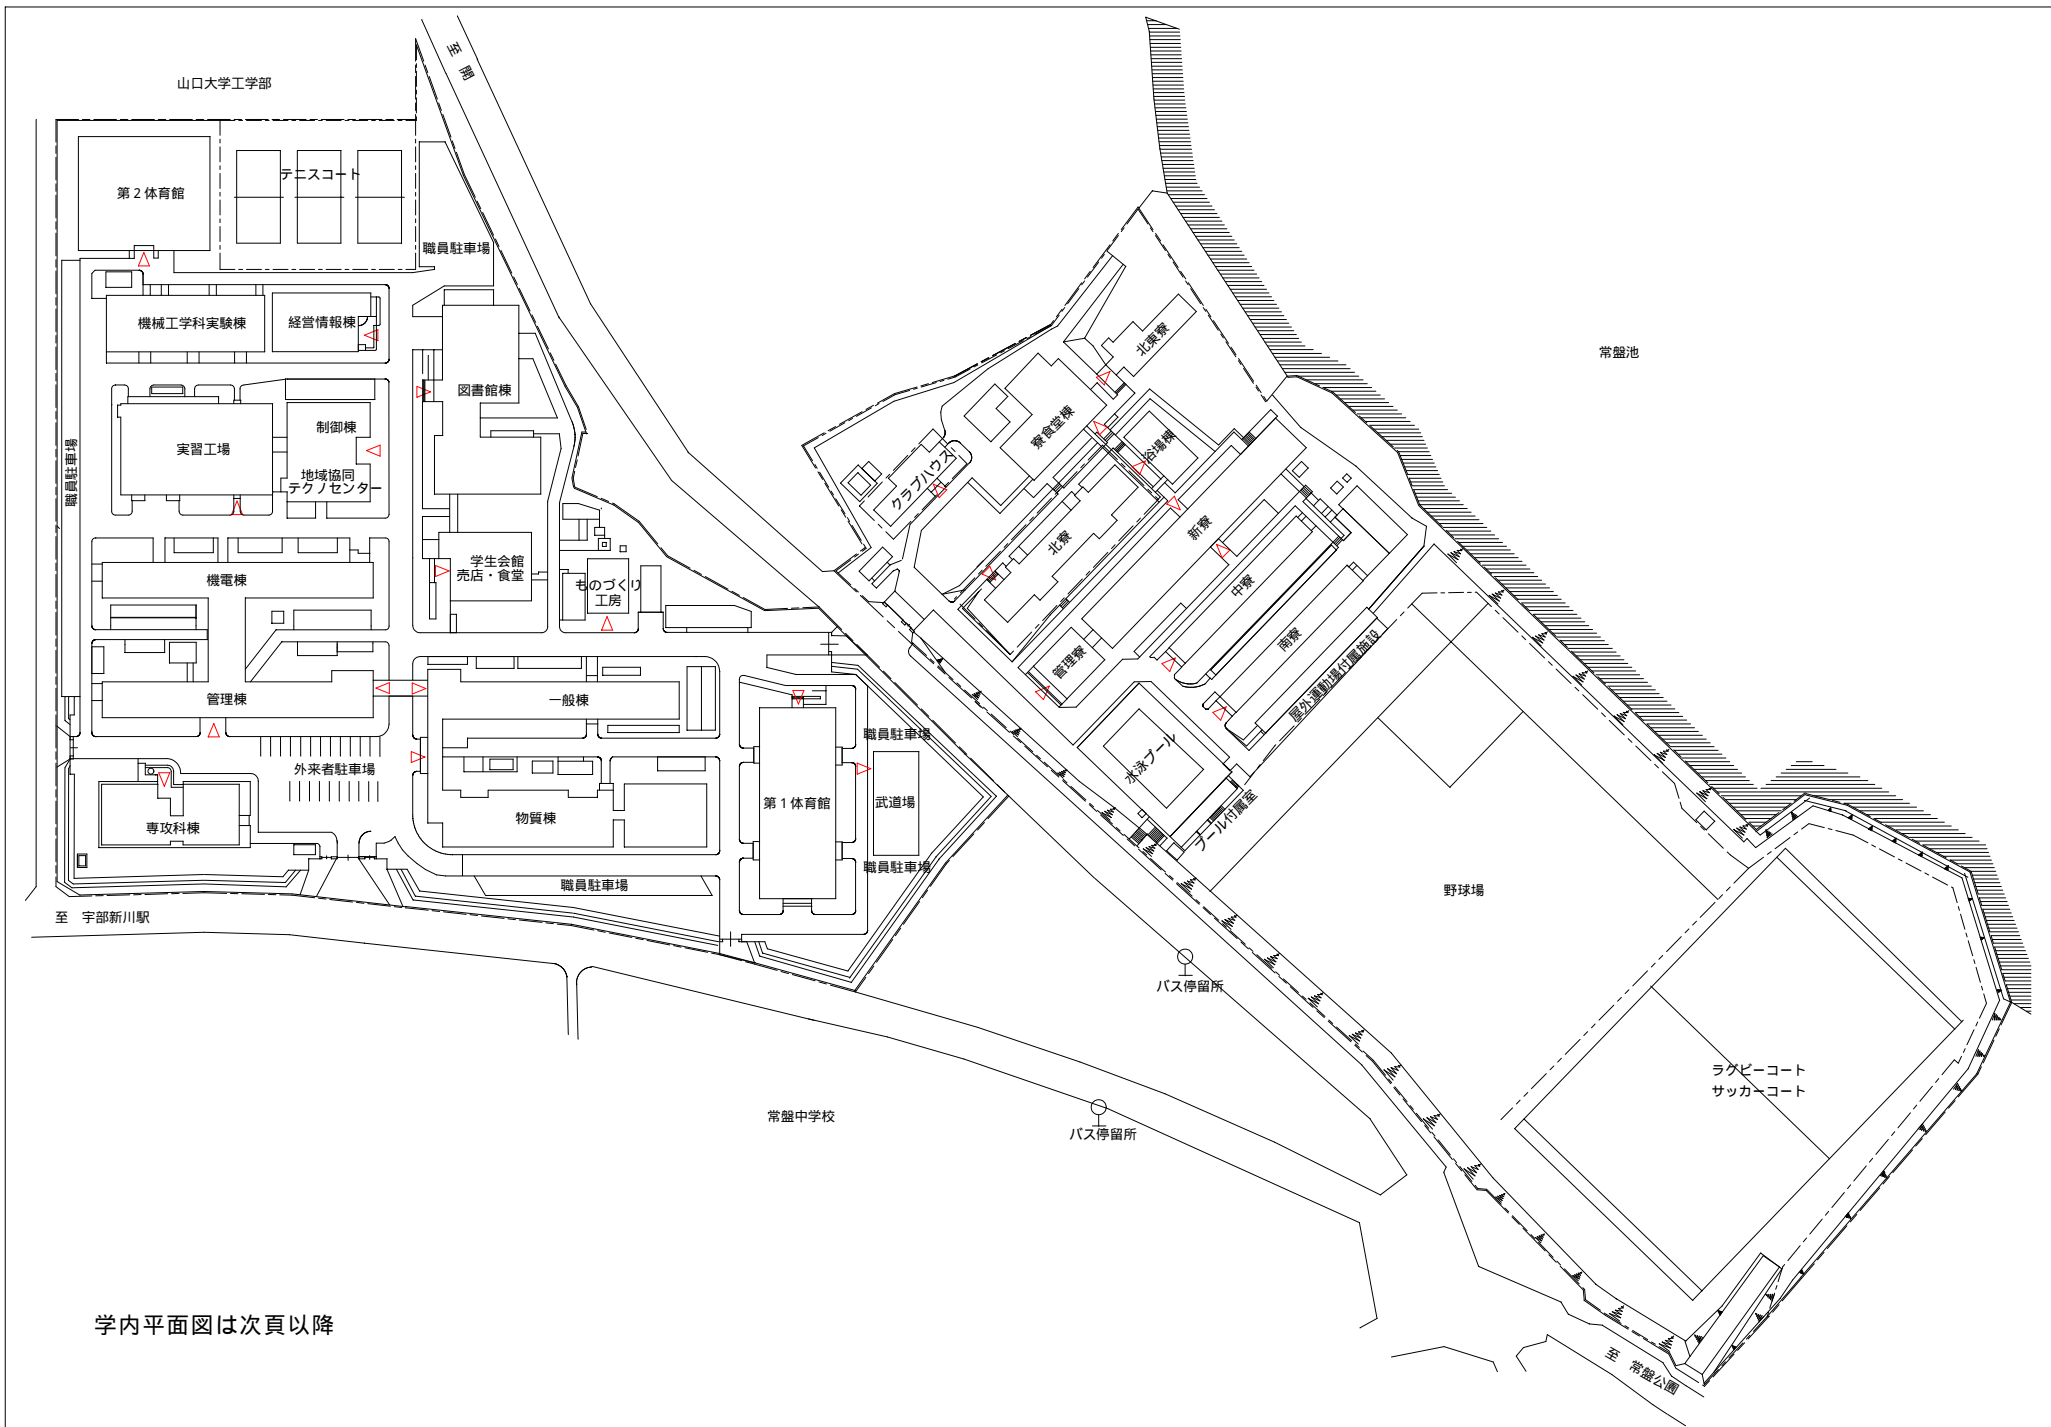 山口大学工学部
至 開
第2体育館
テニスコート
職員駐車場
機械工学科実験棟
経営情報棟
図書館棟
制御棟
実習工場
地域協同
テクノセンター
職員駐車場
学生会館
売店・食堂
ものづくり
工房
機電棟
管理棟
一般棟
外来者駐車場
専攻科棟
物質棟
第1体育館
武道場
職員駐車場
職員駐車場
職員駐車場
至 宇部新川駅
北東寮
寮食堂棟
浴場棟
クラブハウス
北寮
新寮
中寮
南寮
管理寮
屋外運動場付属施設
水泳プール
プール付属室
常盤池
野球場
バス停留所
バス停留所
常盤中学校
ラグビーコート
サッカーコート
至 常盤公園
学内平面図は次頁以降